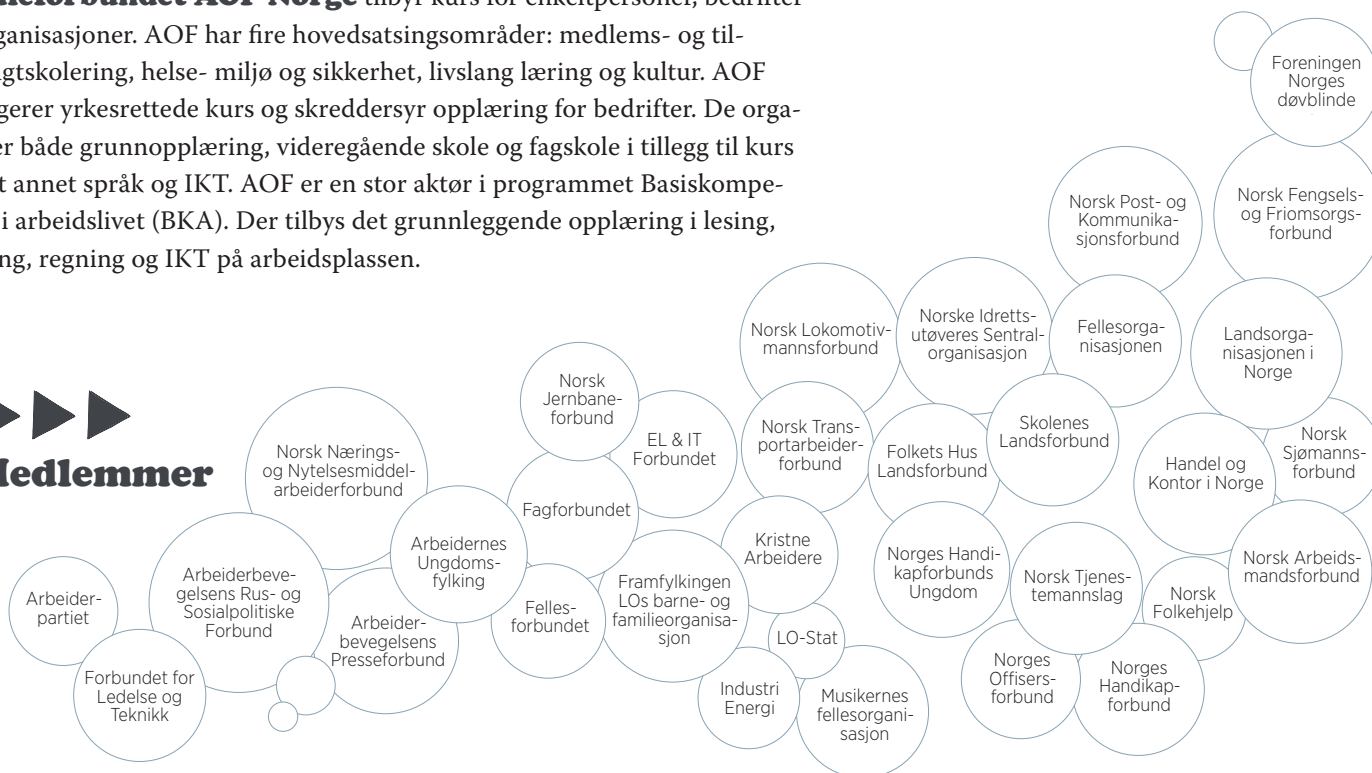 AOF Norge tilbyr kurs for enkeltpersoner, bedrifter
AOF har fire hovedsatsingsområder: medlems- og til-
helse- miljø og sikkerhet, livslang læring og kultur. AOF
yrkesrettede kurs og skreddersyr opplæring for bedrifter. De orga-
både grunnopplæring, videregående skole og fagskole i tillegg til kurs
annet språk og IKT. AOF er en stor aktør i programmet Basiskompe-
i arbeidslivet (BKA). Der tilbys det grunnleggende opplæring i lesing,
regning og IKT på arbeidsplassen.
Foreningen
Norges
døvblinde
Norsk Post- og
Kommunika-
sjonsforbund
Norsk Fengsels-
og Friomsorgs-
forbund
Norsk Lokomotiv-
mannsforbund
Norske Idretts-
utøveres Sentral-
organisasjon
Fellesorga-
nisasjonen
Landsorga-
nisasjonen i
Norge
Medlemmer
Norsk Nærings-
og Nytelsesmiddel-
arbeiderforbund
Norsk
Jernbane-
forbund
EL & IT
Forbundet
Norsk Trans-
portarbeider-
forbund
Folkets Hus
Landsforbund
Skolenes
Landsforbund
Handel og
Kontor i Norge
Norsk
Sjømanns-
forbund
Fagforbundet
Arbeidernes
Ungdoms-
fylking
Kristne
Arbeidere
Norges Handi-
kapforbunds
Ungdom
Norsk Tjenes-
temannslag
Norsk
Folkehjelp
Norsk Arbeids-
mandsforbund
Arbeider-
partiet
Arbeiderbeve-
gelsens Rus- og
Sosialpolitiske
Forbund
Arbeider-
bevegelsens
Presseforbund
Felles-
forbundet
Framfylkingen
LOs barne- og
familieorganisa-
sjon
LO-Stat
Forbundet for
Ledelse og
Teknikk
Industri
Energi
Musikernes
fellesorgani-
sasjon
Norges
Offisers-
forbund
Norges
Handikap-
forbund